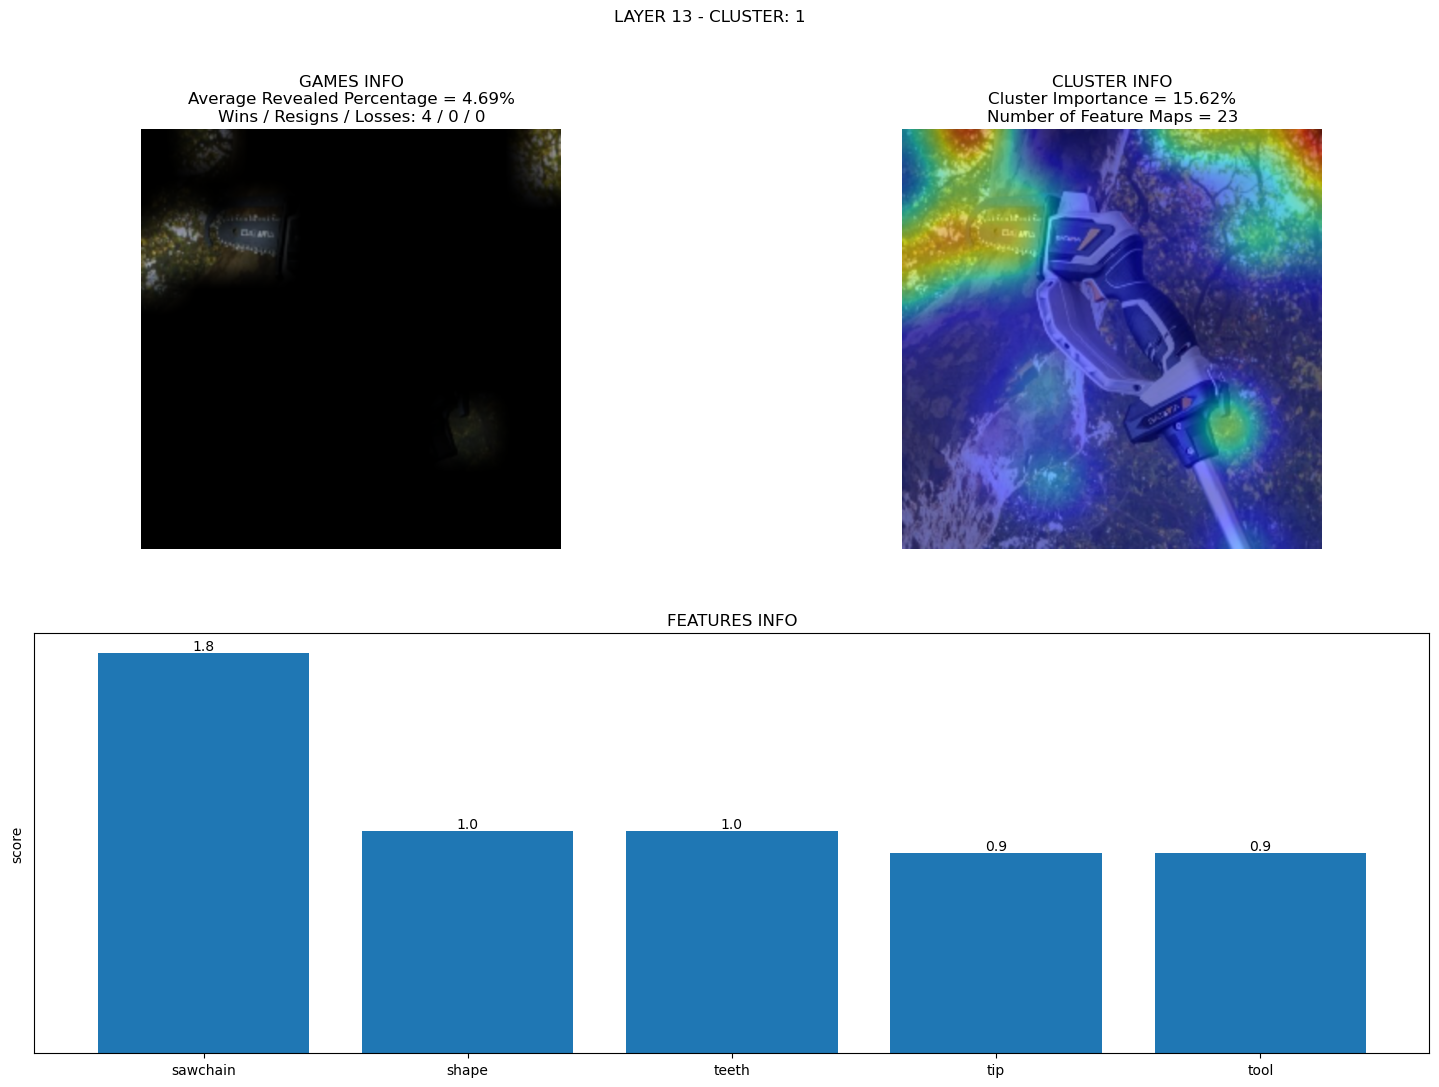 LAYER 13 - CLUSTER: 1
GAMES INFO
Average Revealed Percentage = 4.69%
Wins / Resigns / Losses: 4 / 0 / 0
CLUSTER INFO
Cluster Importance = 15.62%
Number of Feature Maps = 23
FEATURES INFO
score
1.8
1.0
1.0
0.9
0.9
sawchain
shape
teeth
tip
tool